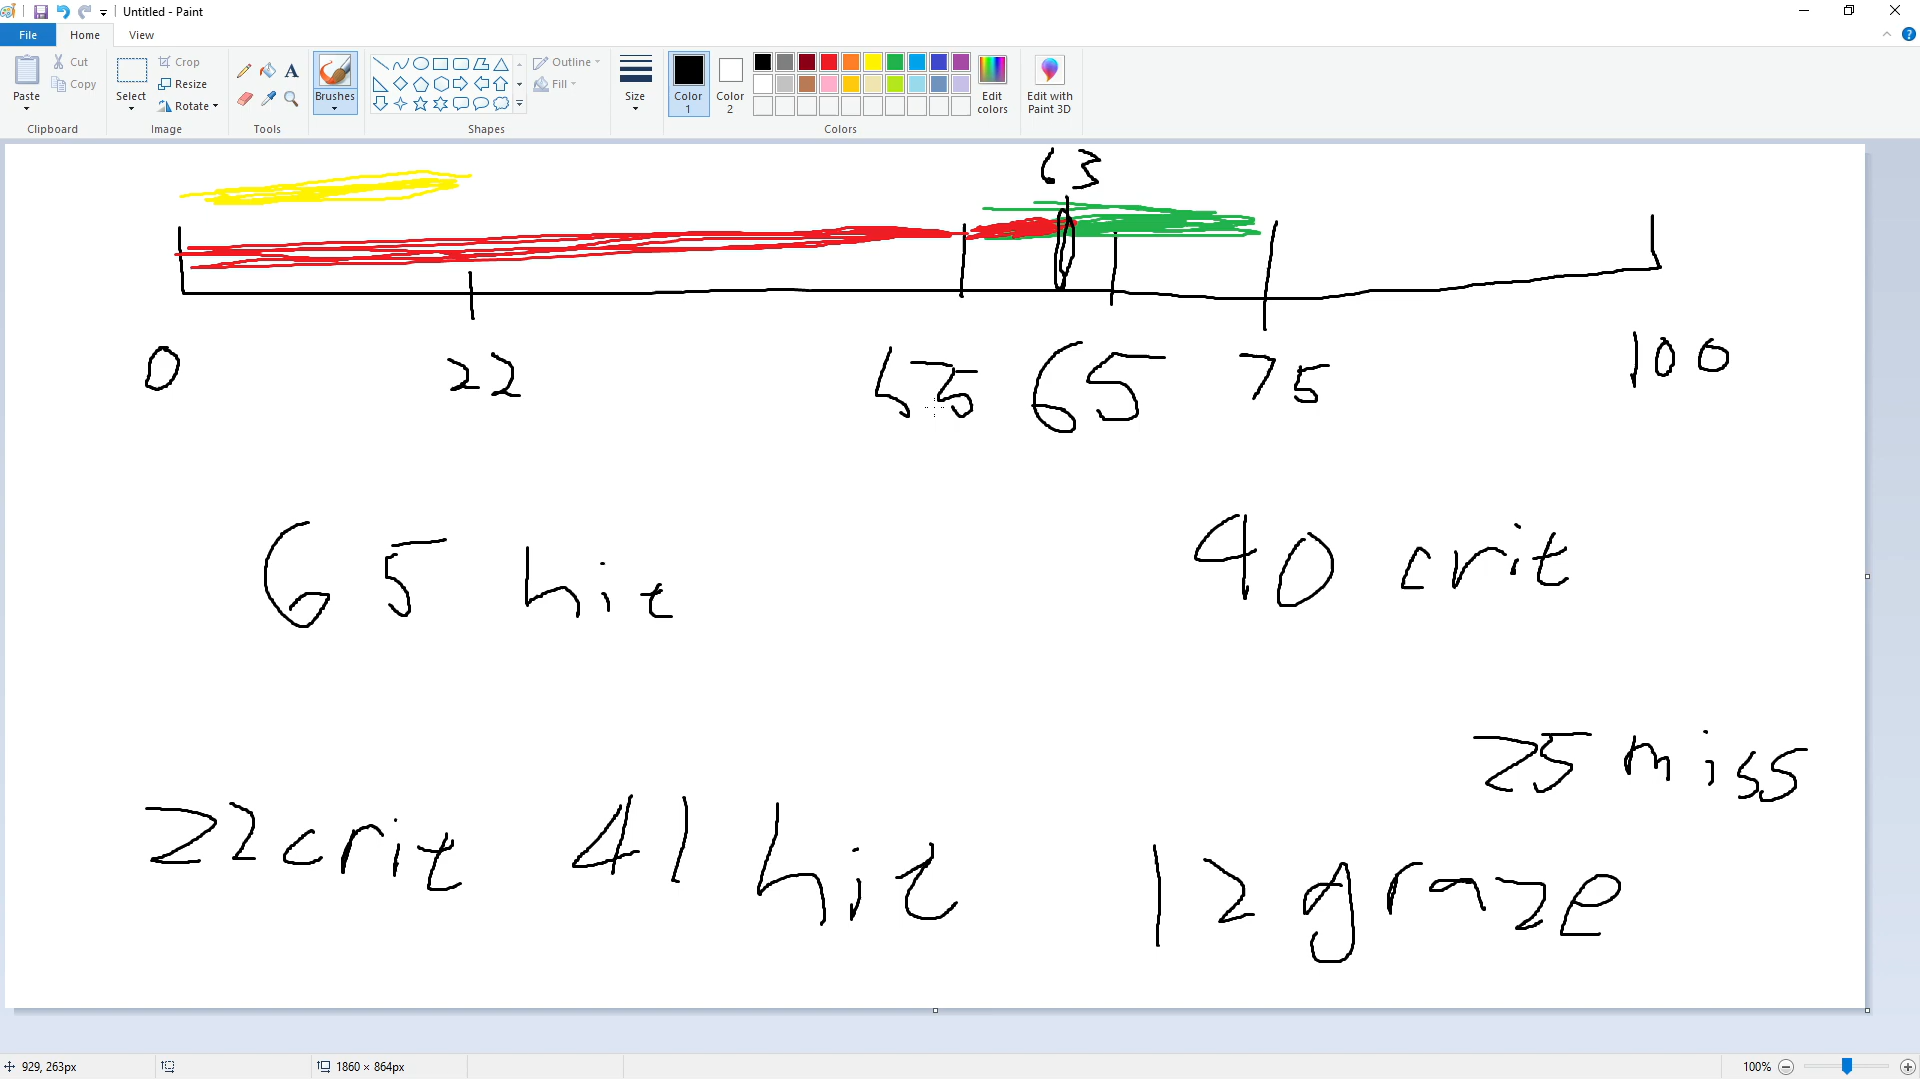 Untitled - Paint
File Home View
Paste Cut Copy Clipboard
Select Crop Resize Rotate Image
Tools
Brushes
Outline Fill Shapes
Size
Color 1 Color 2 Edit colors Colors
Edit with Paint 3D
63
0 22 65 75 100
65 hit 40 crit
25 miss
22 crit 41 hit 12 graze
929, 263px 1860 × 864px 100%